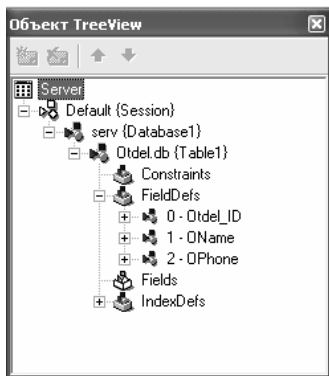 Объект TreeView
Server
Default {Session}
serv {Database1}
Otdel.db {Table1}
Constraints
FieldDefs
0 - Otdel_ID
1 - OName
2 - OPhone
Fields
IndexDefs